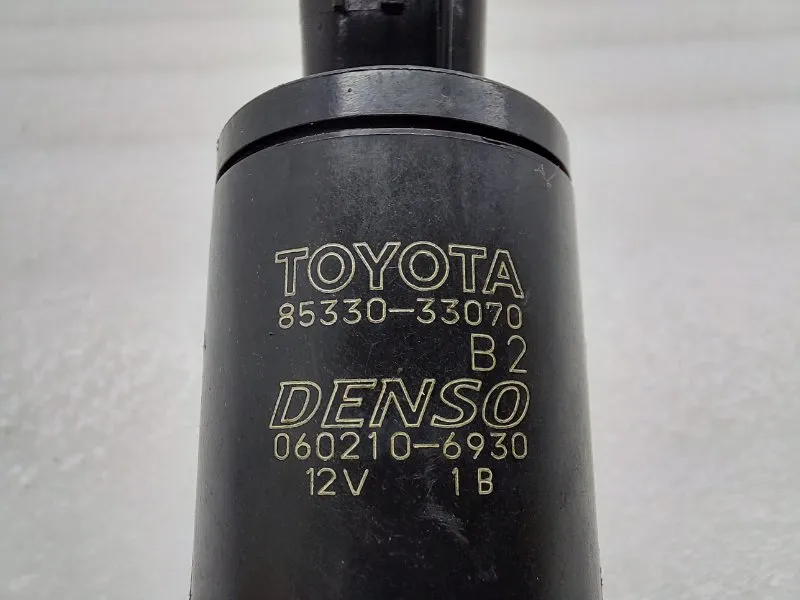 TOYOTA
85330-33070
B2
DENSO
060210-6930
12V 1B